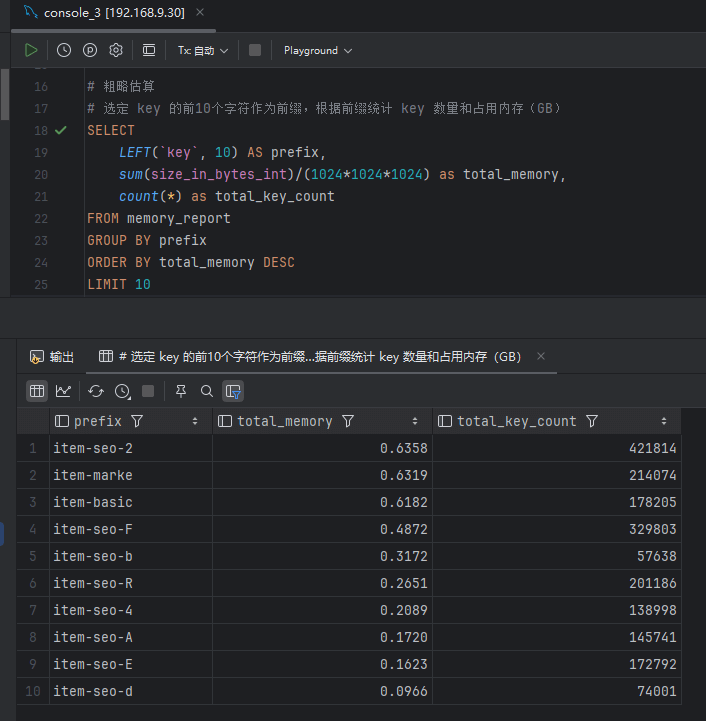 console_3 [192.168.9.30]
Tx: 自动
Playground
16 # 粗略估算
17 # 选定 key 的前10个字符作为前缀，根据前缀统计 key 数量和占用内存（GB）
18 SELECT
19 LEFT(`key`, 10) AS prefix,
20 sum(size_in_bytes_int)/(1024*1024*1024) as total_memory,
21 count(*) as total_key_count
22 FROM memory_report
23 GROUP BY prefix
24 ORDER BY total_memory DESC
25 LIMIT 10
输出 # 选定 key 的前10个字符作为前缀…据前缀统计 key 数量和占用内存（GB）
prefix total_memory total_key_count
1 item-seo-2 0.6358 421814
2 item-marke 0.6319 214074
3 item-basic 0.6182 178205
4 item-seo-F 0.4872 329803
5 item-seo-b 0.3172 57638
6 item-seo-R 0.2651 201186
7 item-seo-4 0.2089 138998
8 item-seo-A 0.1720 145741
9 item-seo-E 0.1623 172792
10 item-seo-d 0.0966 74001